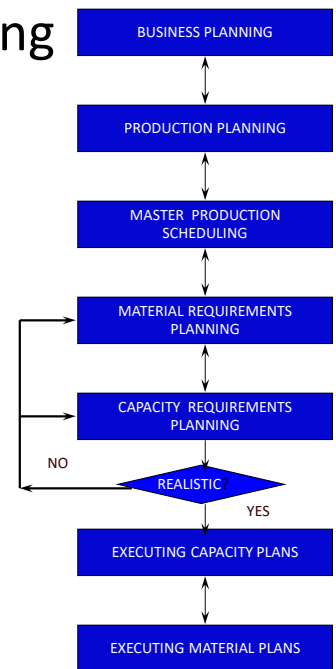 ng
BUSINESS PLANNING
PRODUCTION PLANNING
MASTER PRODUCTION
SCHEDULING
MATERIAL REQUIREMENTS
PLANNING
CAPACITY REQUIREMENTS
PLANNING
NO
REALISTIC?
YES
EXECUTING CAPACITY PLANS
EXECUTING MATERIAL PLANS